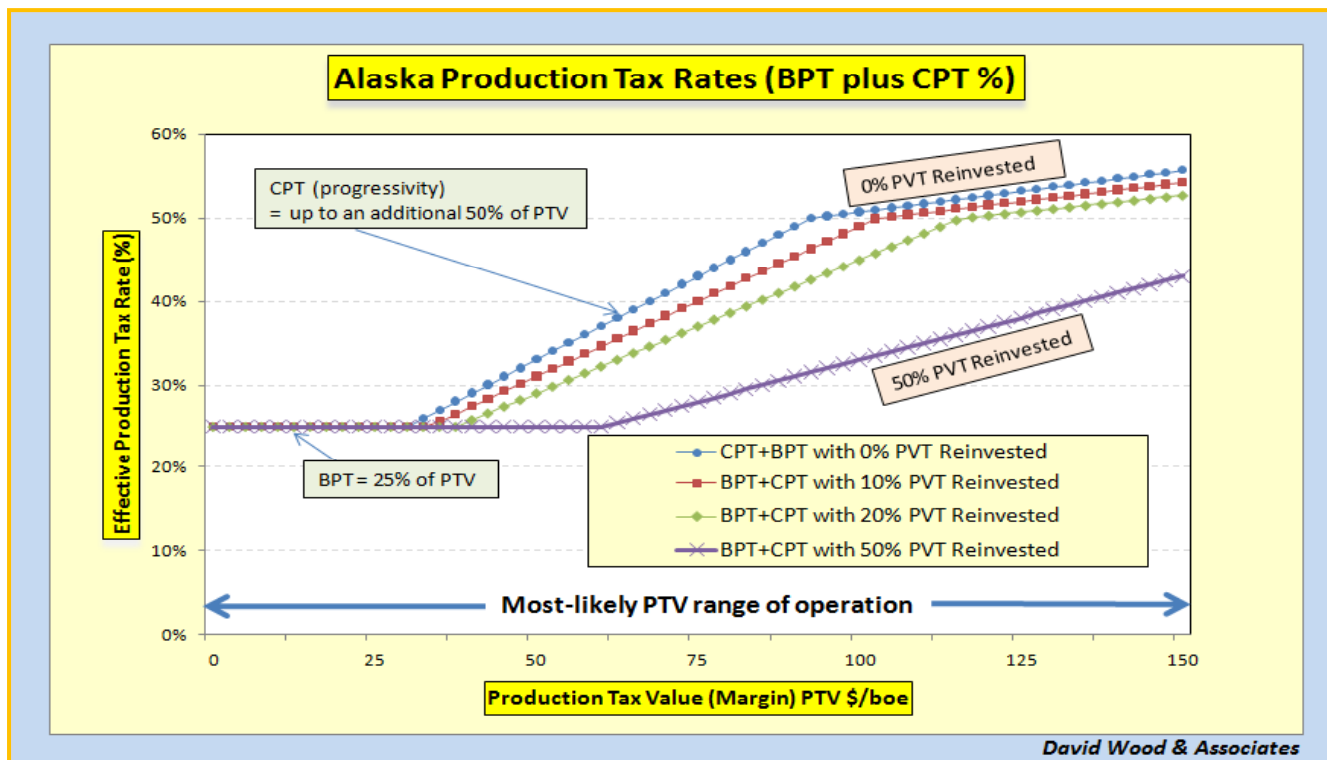 Alaska Production Tax Rates (BPT plus CPT %)
Effective Production Tax Rate(%)
60%
50%
40%
30%
20%
10%
0%
CPT (progressivity)
= up to an additional 50% of PTV
0% PVT Reinvested
50% PVT Reinvested
BPT = 25% of PTV
CPT+BPT with 0% PVT Reinvested
BPT+CPT with 10% PVT Reinvested
BPT+CPT with 20% PVT Reinvested
BPT+CPT with 50% PVT Reinvested
Most-likely PTV range of operation
0 25 50 75 100 125 150
Production Tax Value (Margin) PTV $/boe
David Wood & Associates